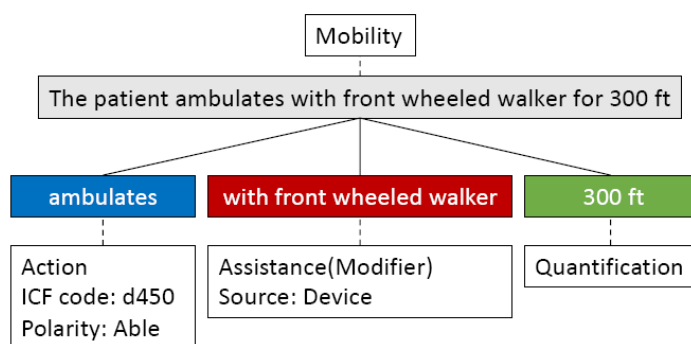 Mobility
The patient ambulates with front wheeled walker for 300 ft
ambulates
with front wheeled walker
300 ft
Action
ICF code: d450
Polarity: Able
Assistance(Modifier)
Source: Device
Quantification